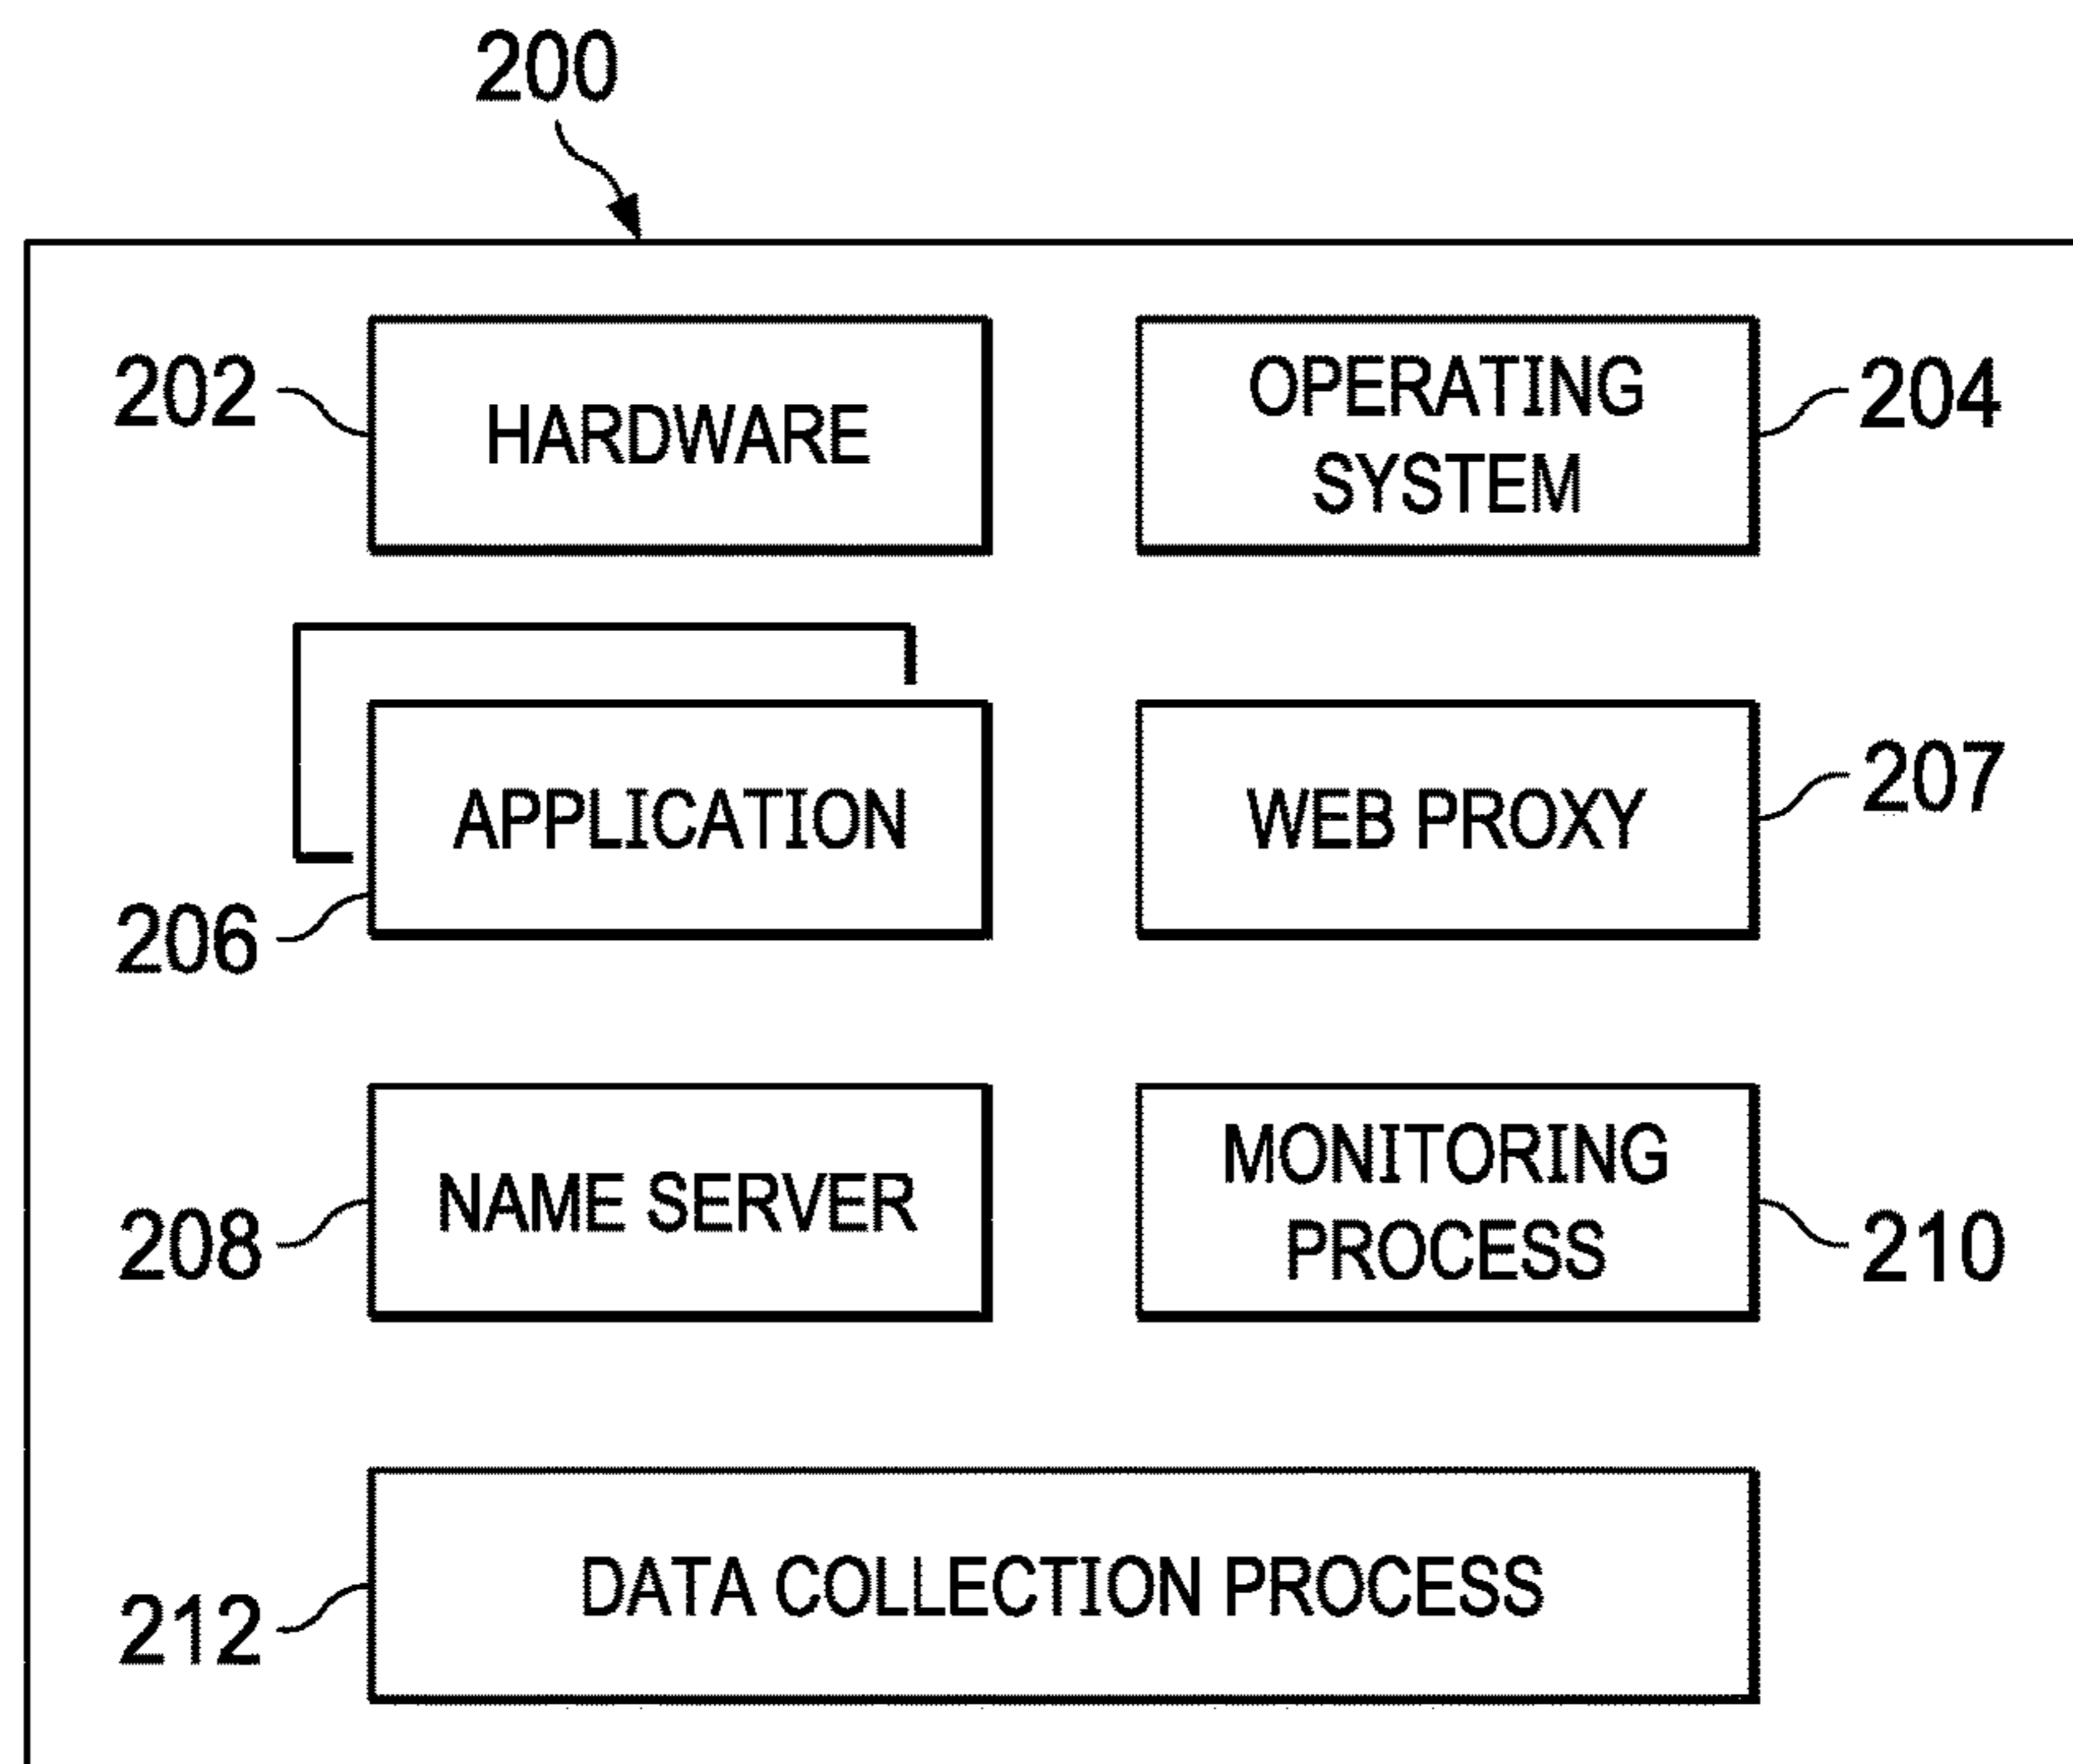 200
202
HARDWARE
OPERATING
SYSTEM
204
APPLICATION
206
WEB PROXY
207
NAME SERVER
208
MONITORING
PROCESS
210
DATA COLLECTION PROCESS
212